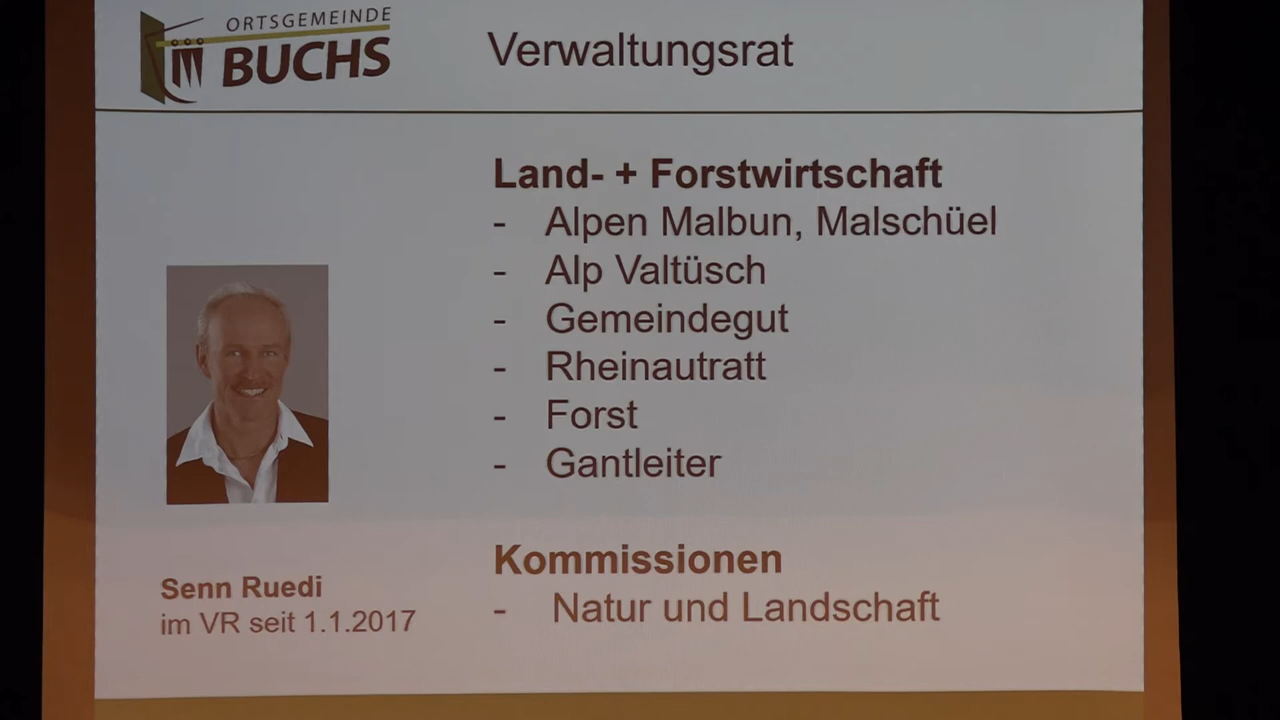 ORTSGEMEINDE
BUCHS
Verwaltungsrat
Land- + Forstwirtschaft
- Alpen Malbun, Malschüel
- Alp Valtüsch
- Gemeindegut
- Rheinautratt
- Forst
- Gantleiter
Kommissionen
- Natur und Landschaft
Senn Ruedi
im VR seit 1.1.2017